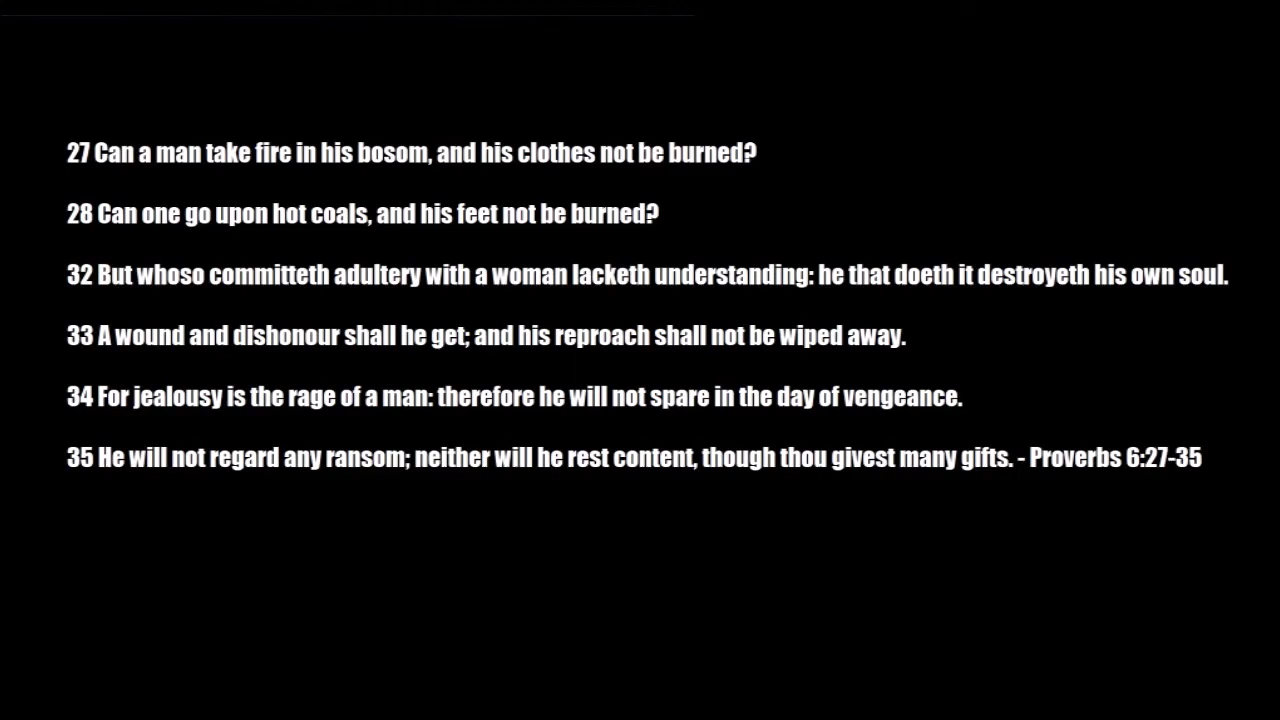 27 Can a man take fire in his bosom, and his clothes not be burned?
28 Can one go upon hot coals, and his feet not be burned?
32 But whoso committeth adultery with a woman lacketh understanding: he that doeth it destroyeth his own soul.
33 A wound and dishonour shall he get; and his reproach shall not be wiped away.
34 For jealousy is the rage of a man: therefore he will not spare in the day of vengeance.
35 He will not regard any ransom; neither will he rest content, though thou givest many gifts. - Proverbs 6:27-35